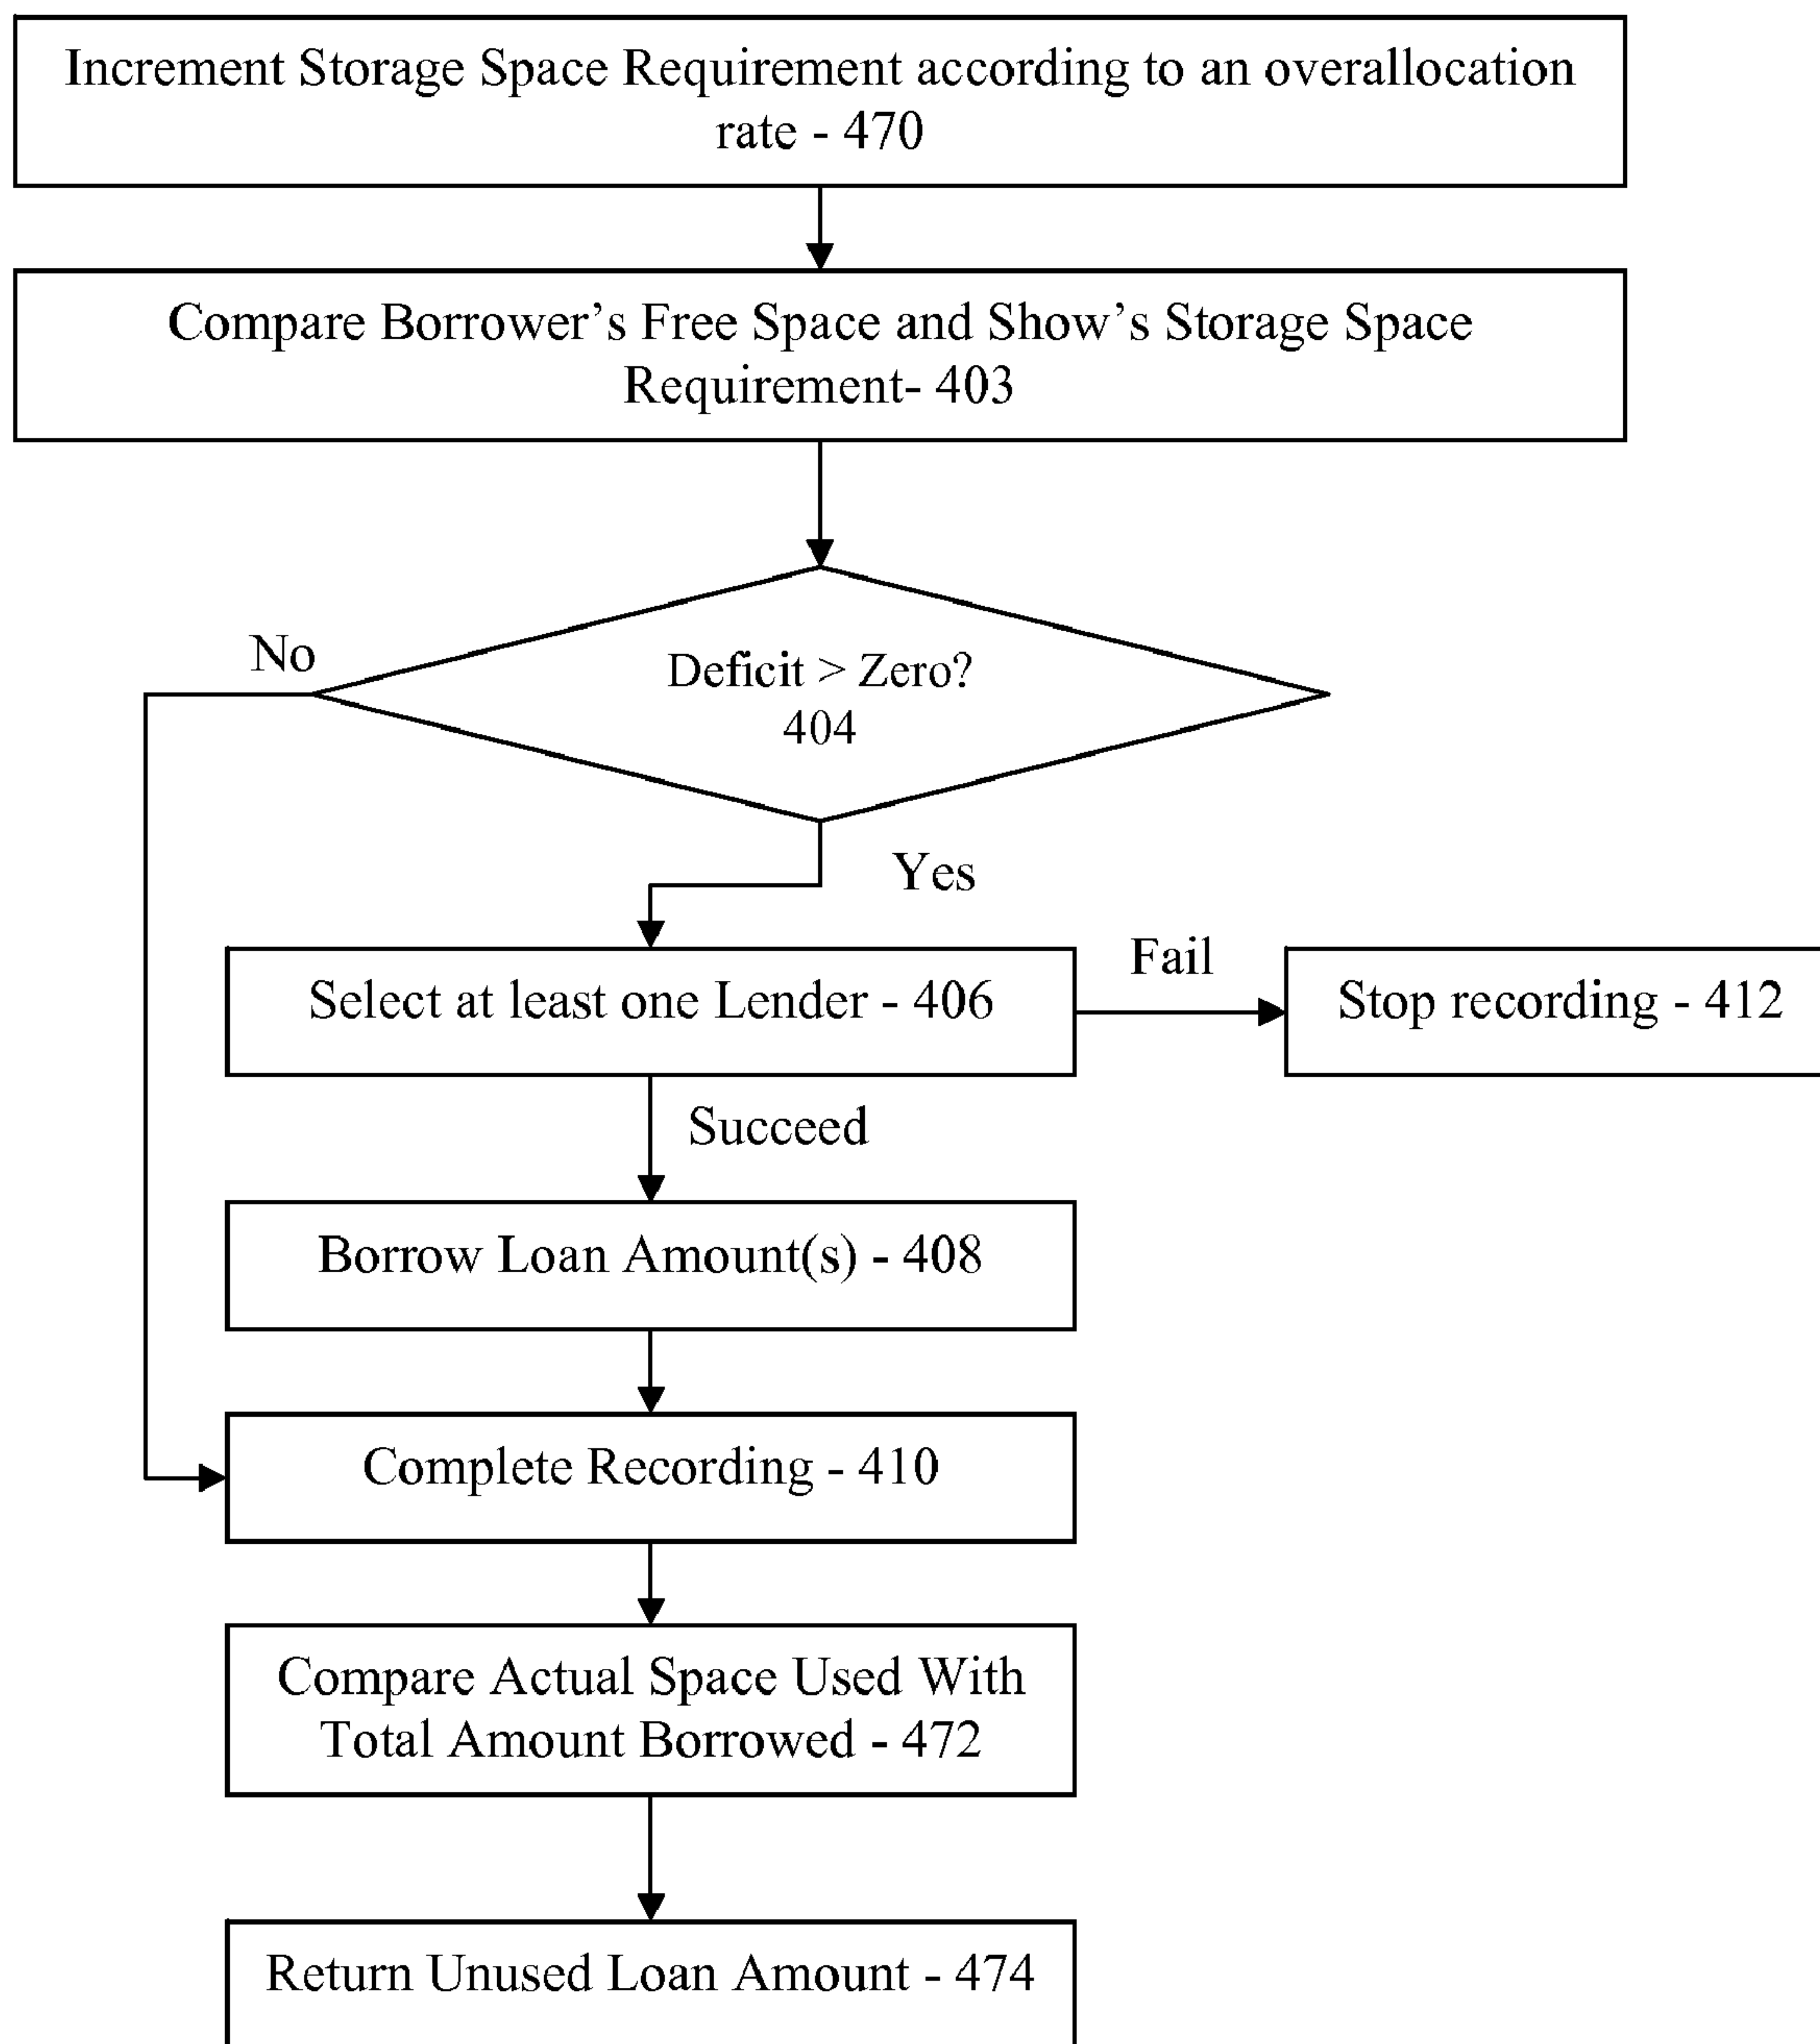 Increment Storage Space Requirement according to an overallocation
rate - 470
Compare Borrower’s Free Space and Show’s Storage Space
Requirement- 403
No
Deficit > Zero?
404
Yes
Select at least one Lender - 406
Fail
Stop recording - 412
Succeed
Borrow Loan Amount(s) - 408
Complete Recording - 410
Compare Actual Space Used With
Total Amount Borrowed - 472
Return Unused Loan Amount - 474